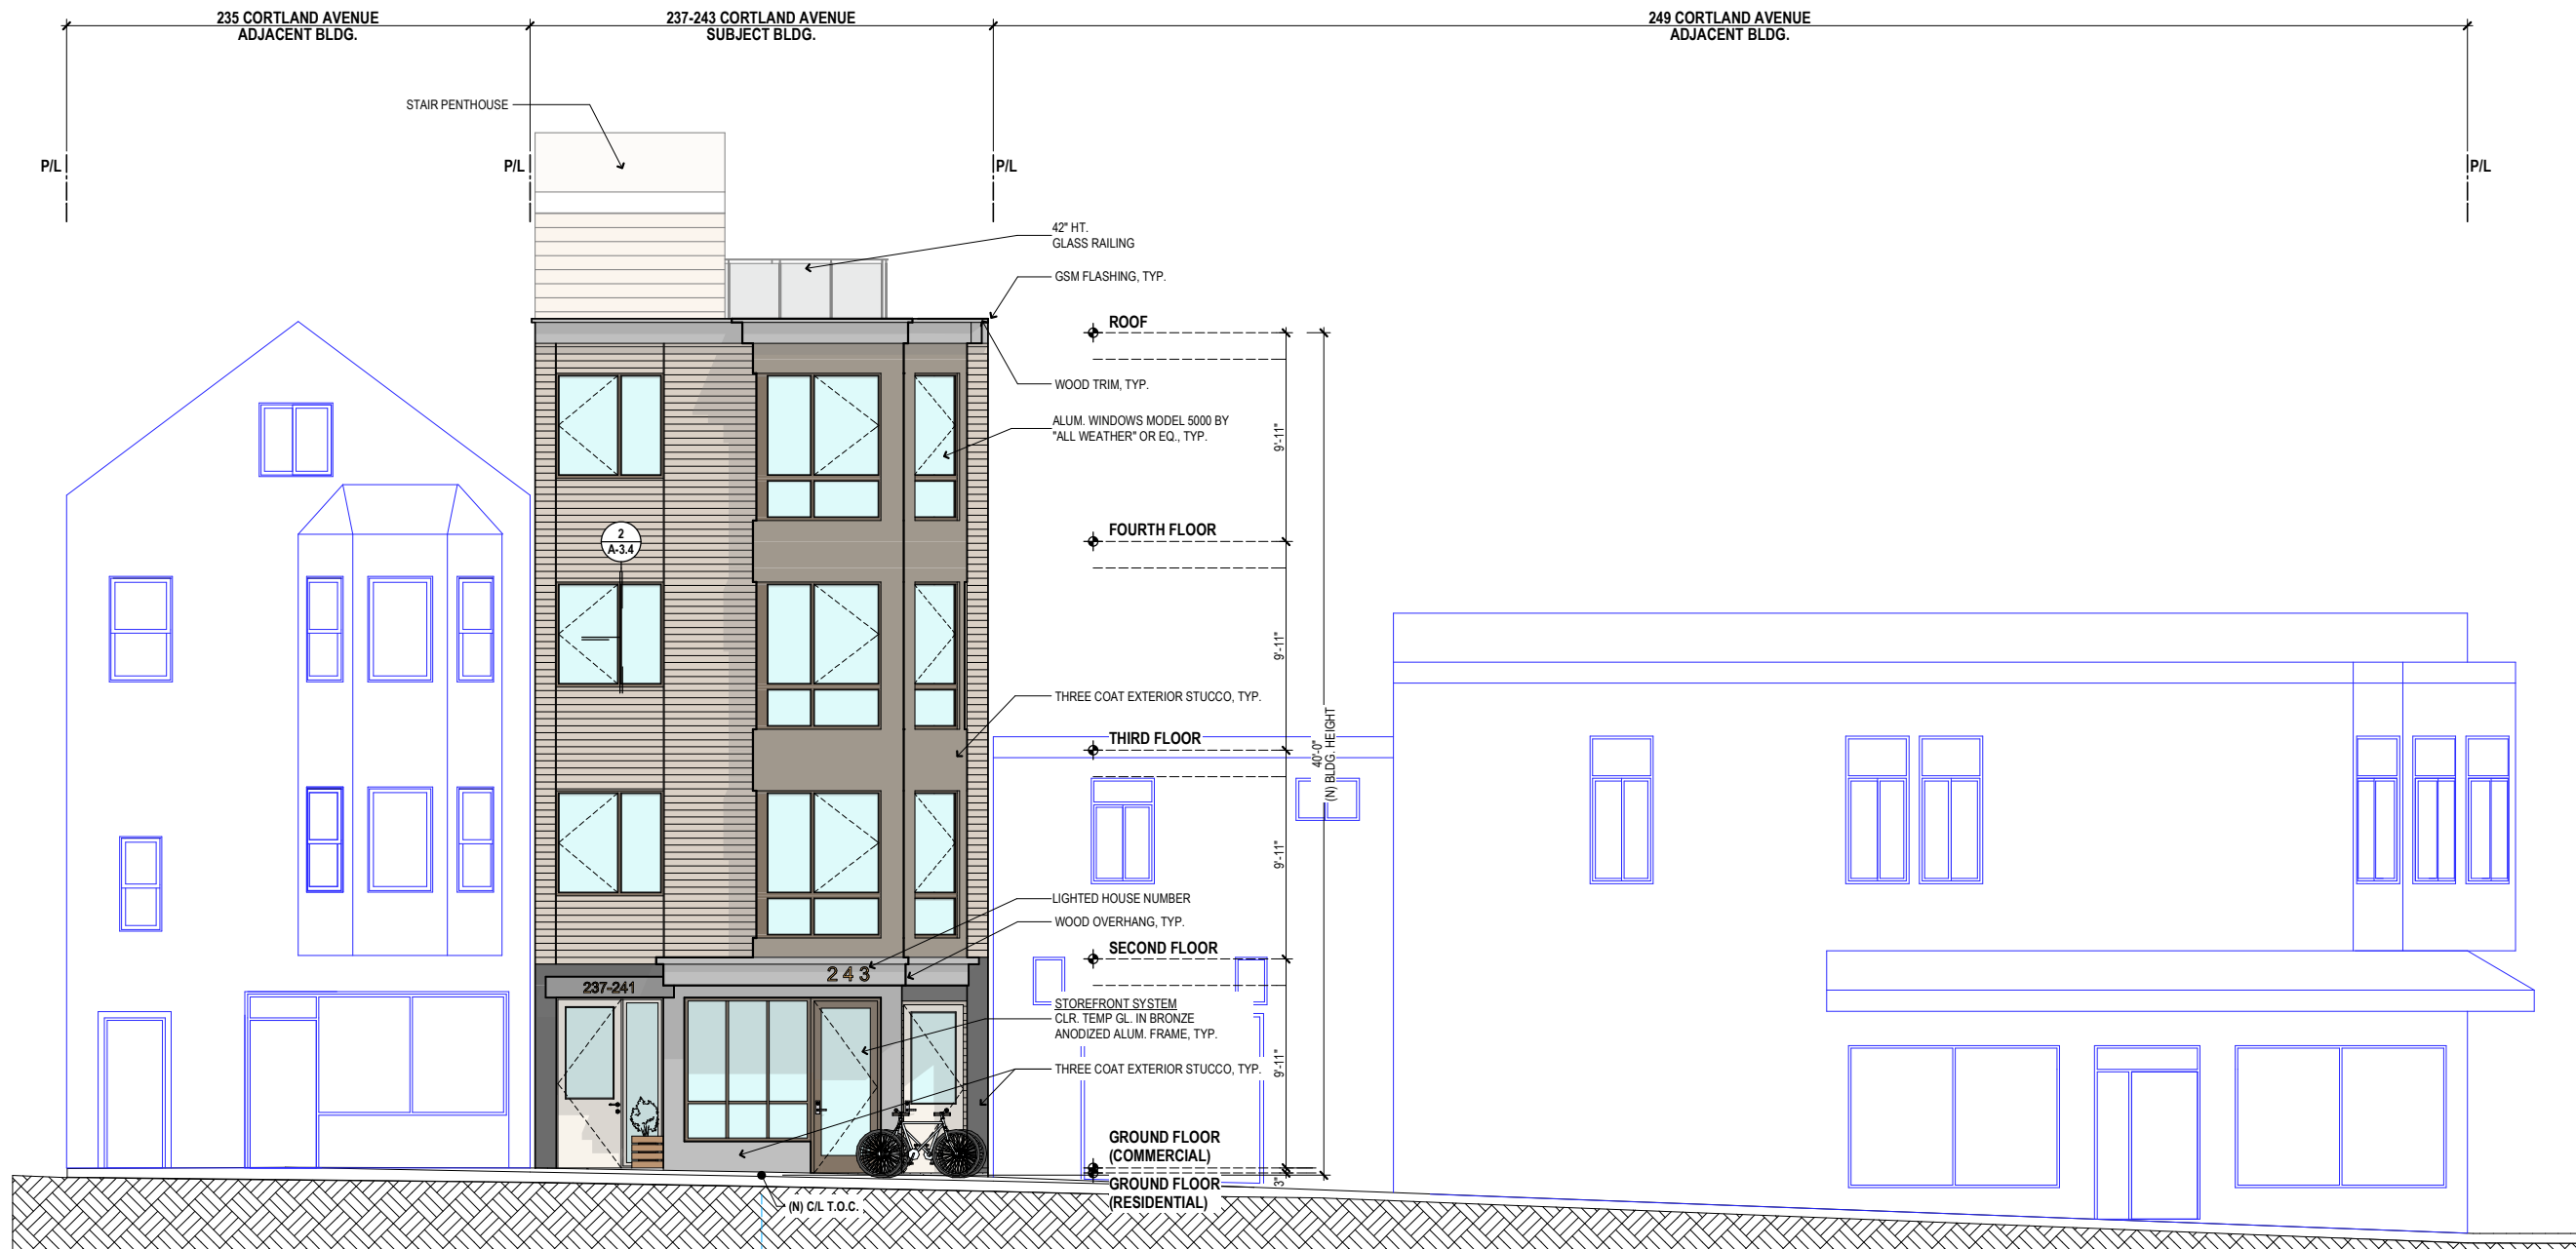 235 CORTLAND AVENUE
ADJACENT BLDG.
237-243 CORTLAND AVENUE
SUBJECT BLDG.
249 CORTLAND AVENUE
ADJACENT BLDG.
STAIR PENTHOUSE
P/L
P/L
P/L
P/L
42" HT.
GLASS RAILING
GSM FLASHING, TYP.
ROOF
WOOD TRIM, TYP.
ALUM. WINDOWS MODEL 5000 BY
"ALL WEATHER" OR EQ., TYP.
9'-11"
2
A-3.4
FOURTH FLOOR
9'-11"
THREE COAT EXTERIOR STUCCO, TYP.
THIRD FLOOR
40'-0"
(N) BLDG. HEIGHT
9'-11"
LIGHTED HOUSE NUMBER
WOOD OVERHANG, TYP.
SECOND FLOOR
243
237-241
STOREFRONT SYSTEM
CLR. TEMP GL. IN BRONZE
ANODIZED ALUM. FRAME, TYP.
9'-11"
THREE COAT EXTERIOR STUCCO, TYP.
GROUND FLOOR
(COMMERCIAL)
GROUND FLOOR
(RESIDENTIAL)
3"
(N) C/L T.O.C.